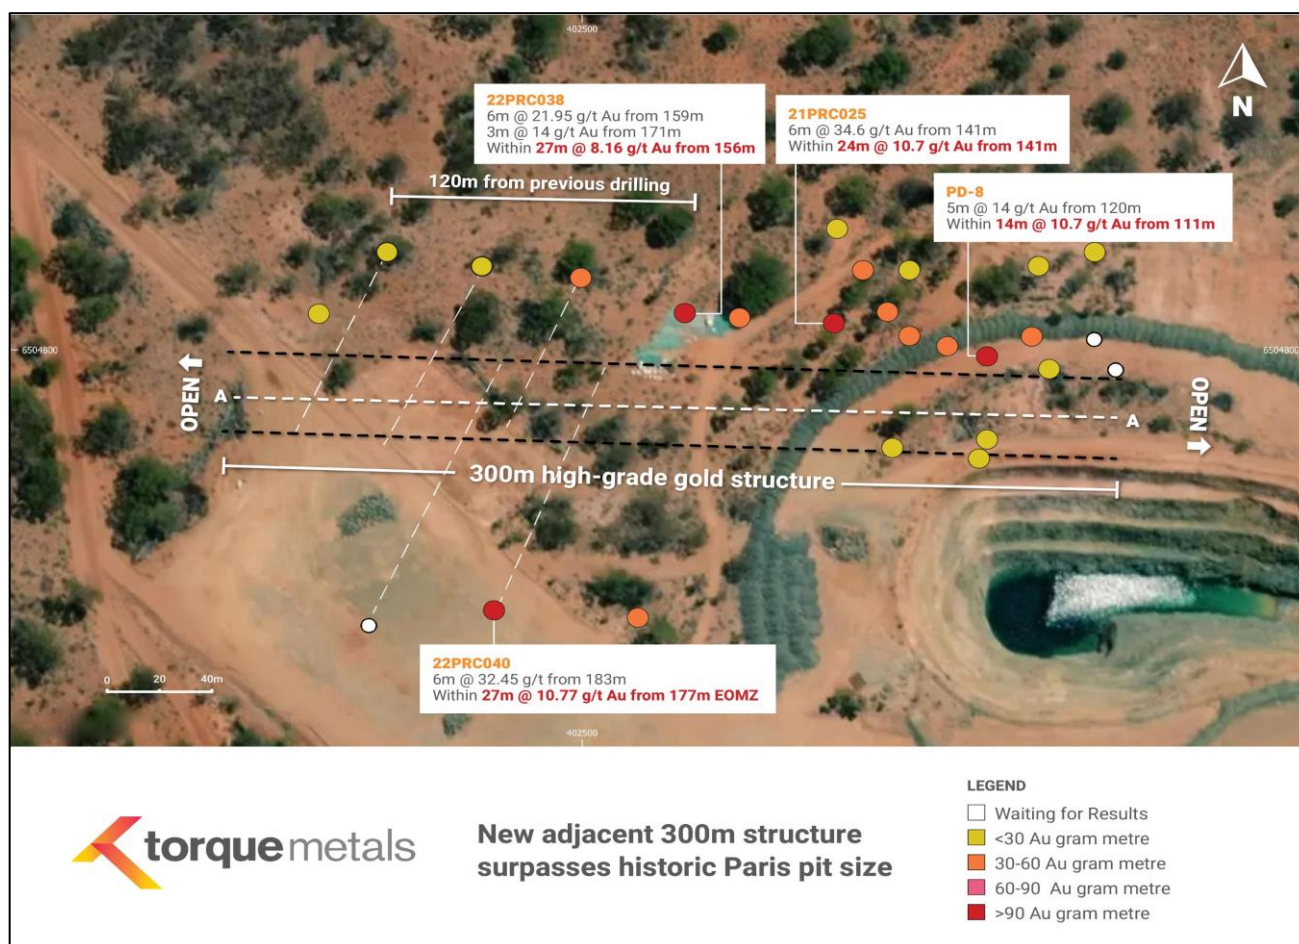 402500
22PRC038
6m @ 21.95 g/t Au from 159m
3m @ 14 g/t Au from 171m
Within 27m @ 8.16 g/t Au from 156m
21PRC025
6m @ 34.6 g/t Au from 141m
Within 24m @ 10.7 g/t Au from 141m
N
120m from previous drilling
PD-8
5m @ 14 g/t Au from 120m
Within 14m @ 10.7 g/t Au from 111m
6504800
6504800
OPEN
A
A
OPEN
300m high-grade gold structure
22PRC040
6m @ 32.45 g/t from 183m
Within 27m @ 10.77 g/t Au from 177m EOMZ
0 20 40m
402500
torquemetals
New adjacent 300m structure
surpasses historic Paris pit size
LEGEND
Waiting for Results
<30 Au gram metre
30-60 Au gram metre
60-90 Au gram metre
>90 Au gram metre